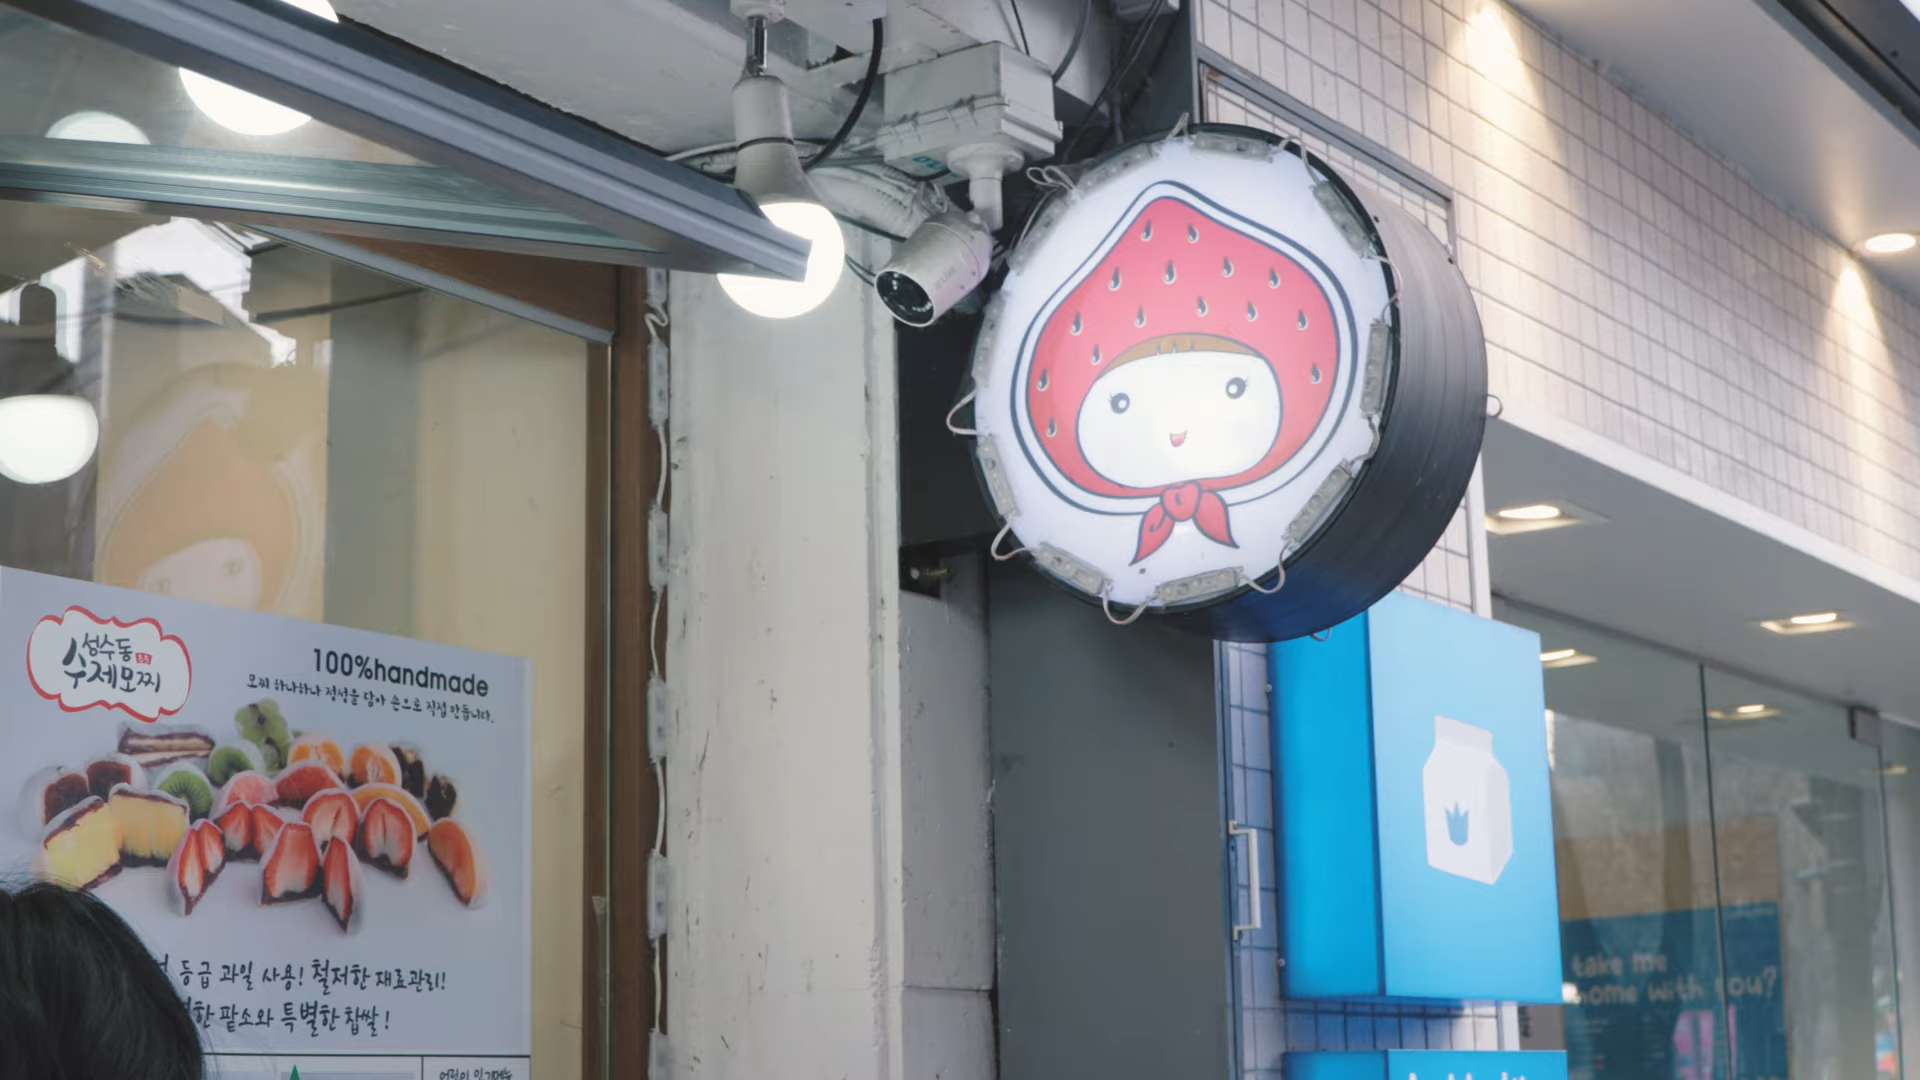 성수동
수제모찌
100%handmade
모찌 하나하나 정성을 담아 손으로 직접 만듭니다.
등급 과일 사용! 철저한 재료관리!
한 팥소와 특별한 찹쌀!
take me
home with you?